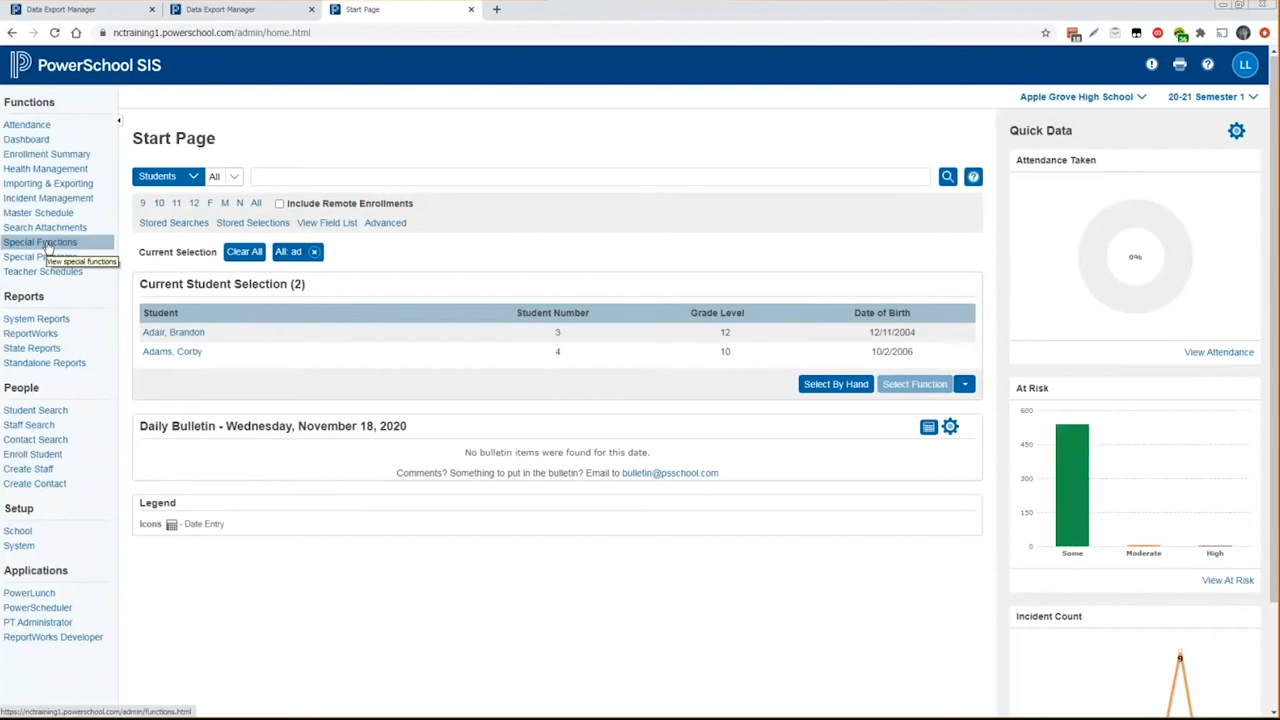 Data Export Manager
Data Export Manager
Start Page
nctraining1.powerschool.com/admin/home.html
PowerSchool SIS
LL
Apple Grove High School
20-21 Semester 1
Functions
Attendance
Dashboard
Enrollment Summary
Health Management
Importing & Exporting
Incident Management
Master Schedule
Search Attachments
Special Functions
Special
View special functions
Teacher Schedules
Reports
System Reports
ReportWorks
State Reports
Standalone Reports
People
Student Search
Staff Search
Contact Search
Enroll Student
Create Staff
Create Contact
Setup
School
System
Applications
PowerLunch
PowerScheduler
PT Administrator
ReportWorks Developer
https://nctraining1.powerschool.com/admin/functions.html
Start Page
Students All
9 10 11 12 F M N All Include Remote Enrollments
Stored Searches Stored Selections View Field List Advanced
Current Selection Clear All All: ad
Current Student Selection (2)
Student Student Number Grade Level Date of Birth
Adair, Brandon 3 12 12/11/2004
Adams, Corby 4 10 10/2/2006
Select By Hand Select Function
Daily Bulletin - Wednesday, November 18, 2020
No bulletin items were found for this date.
Comments? Something to put in the bulletin? Email to bulletin@psschool.com
Legend
Icons - Date Entry
Quick Data
Attendance Taken
0%
View Attendance
At Risk
600
450
300
150
0
Some Moderate High
View At Risk
Incident Count
9